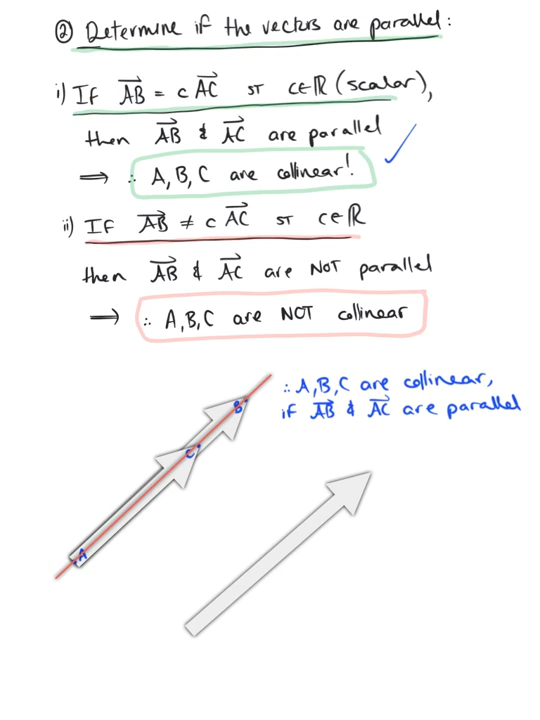 ② Determine if the vectors are parallel:
i) IF AB⃗ = c AC⃗ ST c∈ℝ (scalar),
then AB⃗ & AC⃗ are parallel
⟹ ∴ A, B, C are collinear!
ii) IF AB⃗ ≠ c AC⃗ ST c∈ℝ
then AB⃗ & AC⃗ are NOT parallel
⟹ ∴ A, B, C are NOT collinear
∴ A, B, C are collinear,
if AB⃗ & AC⃗ are parallel
B
C
A